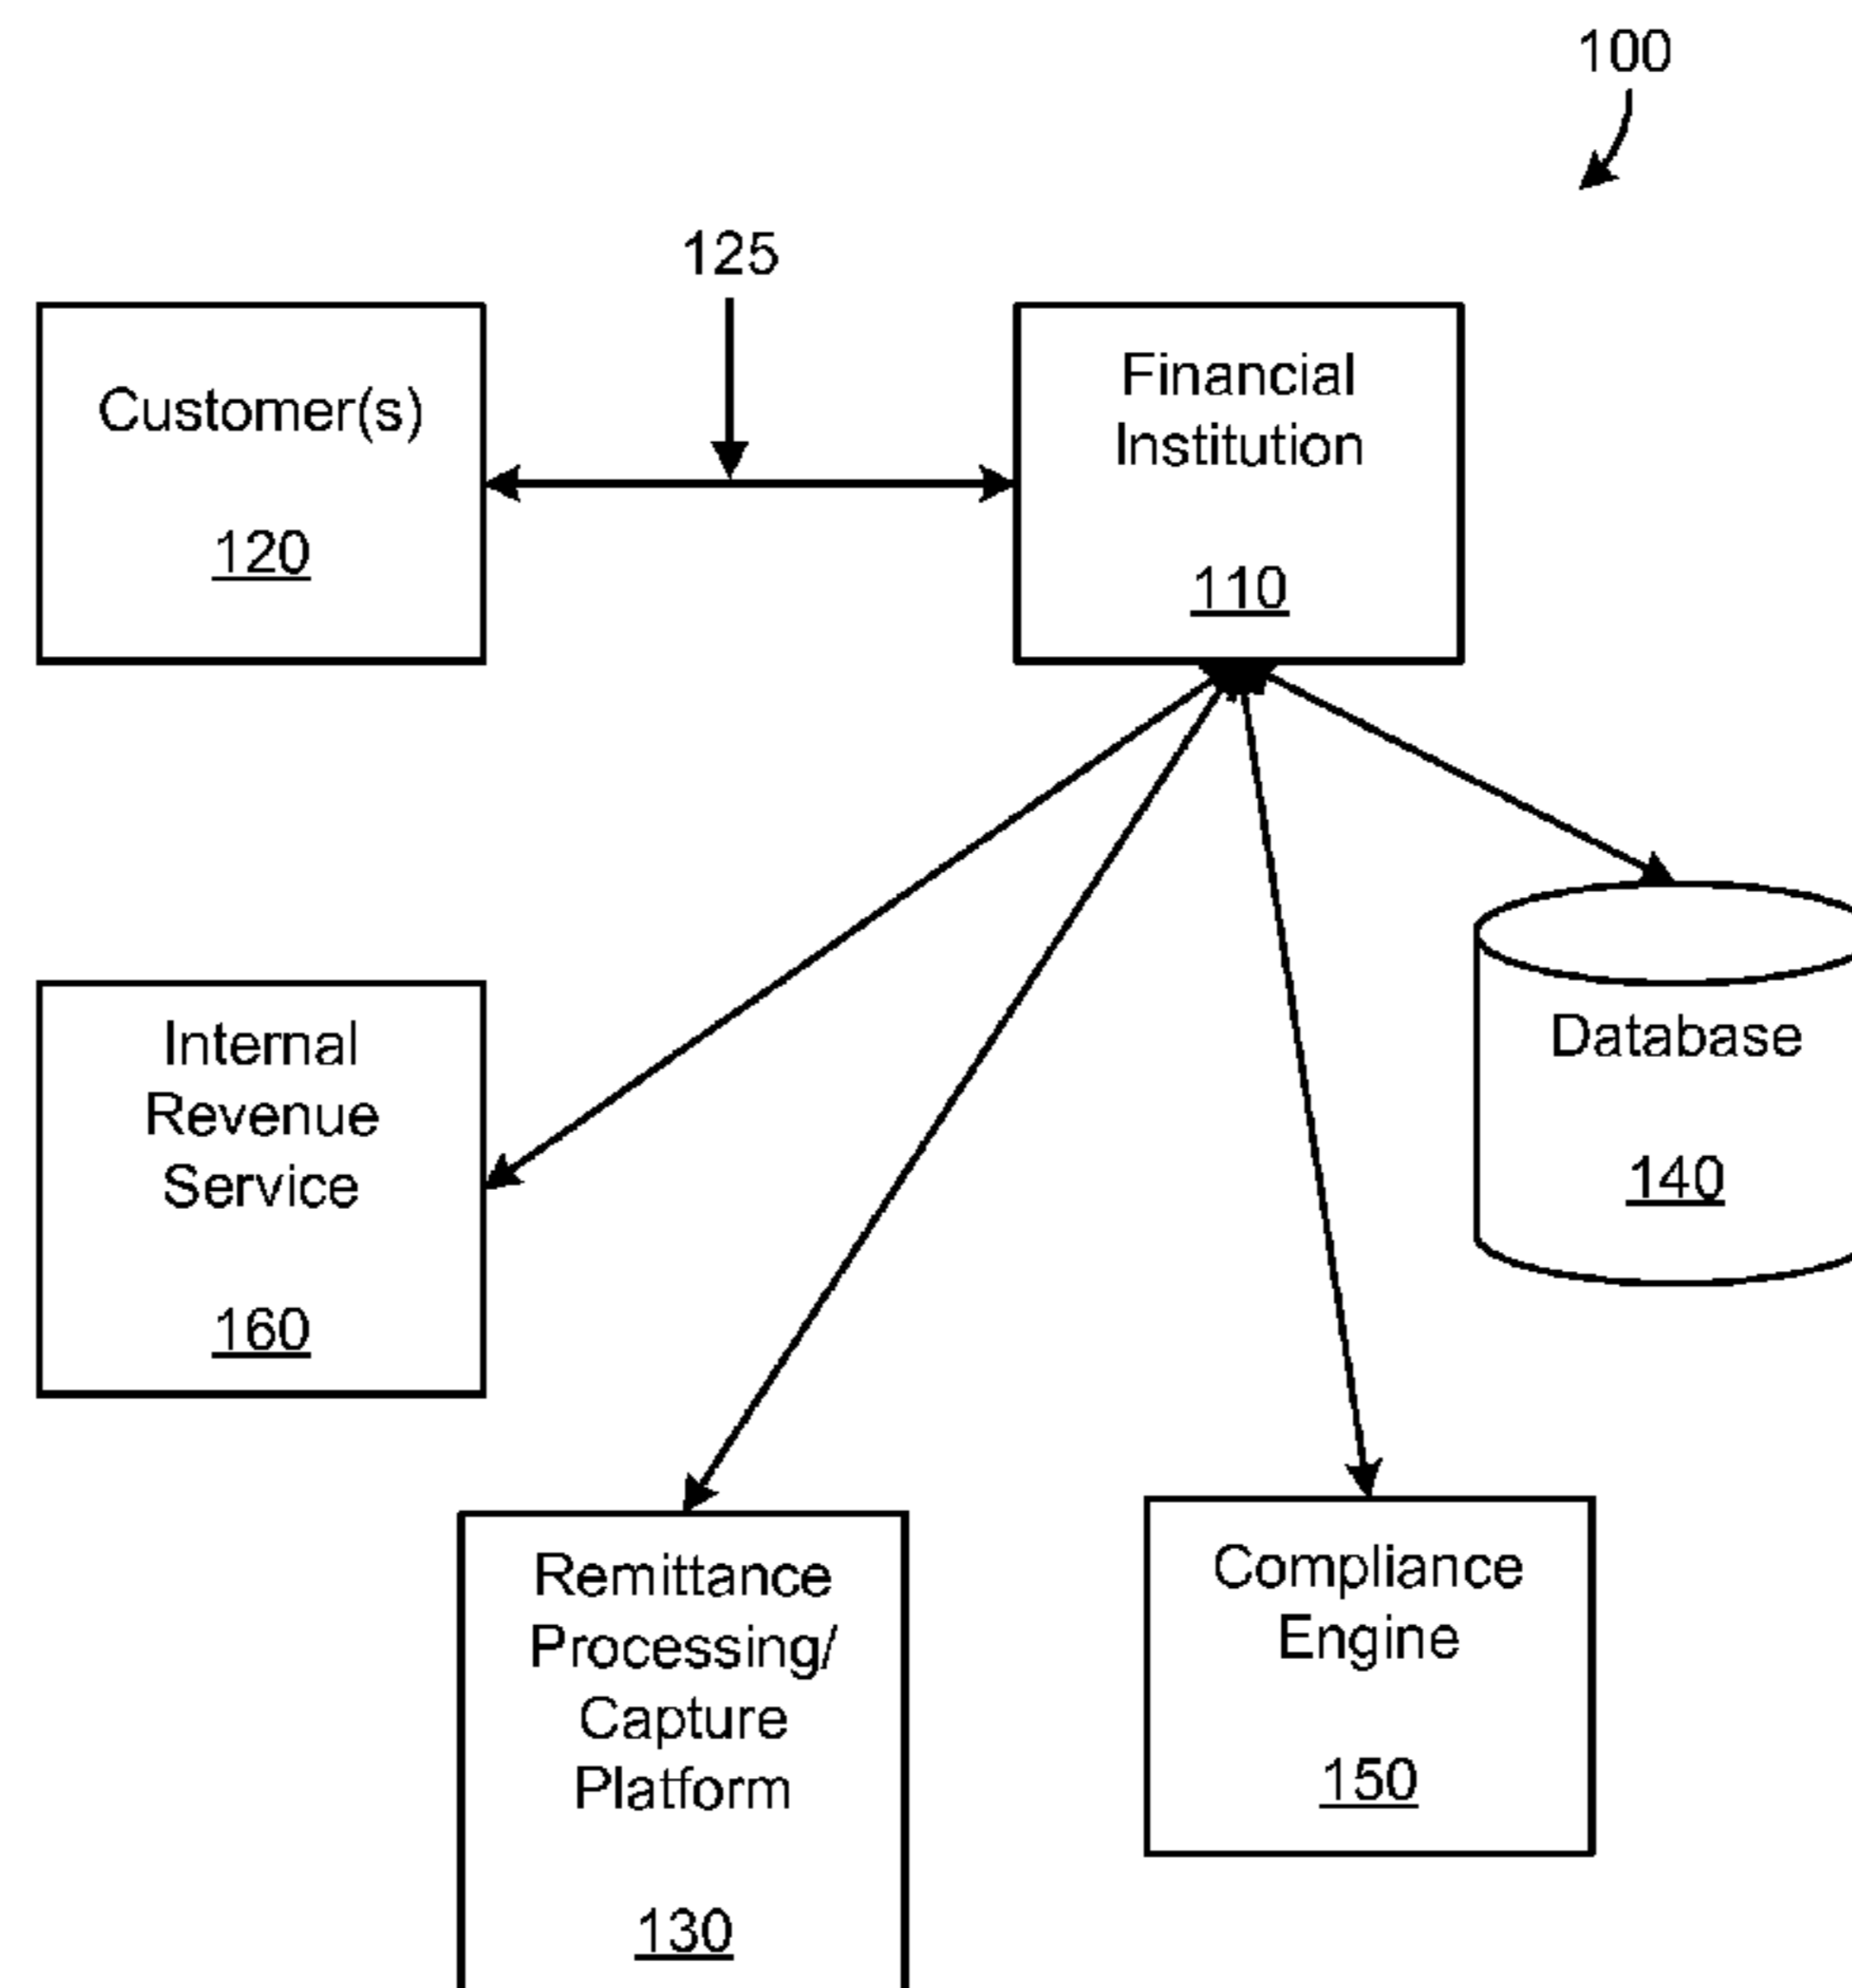 100
125
Customer(s)
120
Financial
Institution
110
Internal
Revenue
Service
160
Database
140
Remittance
Processing/
Capture
Platform
130
Compliance
Engine
150